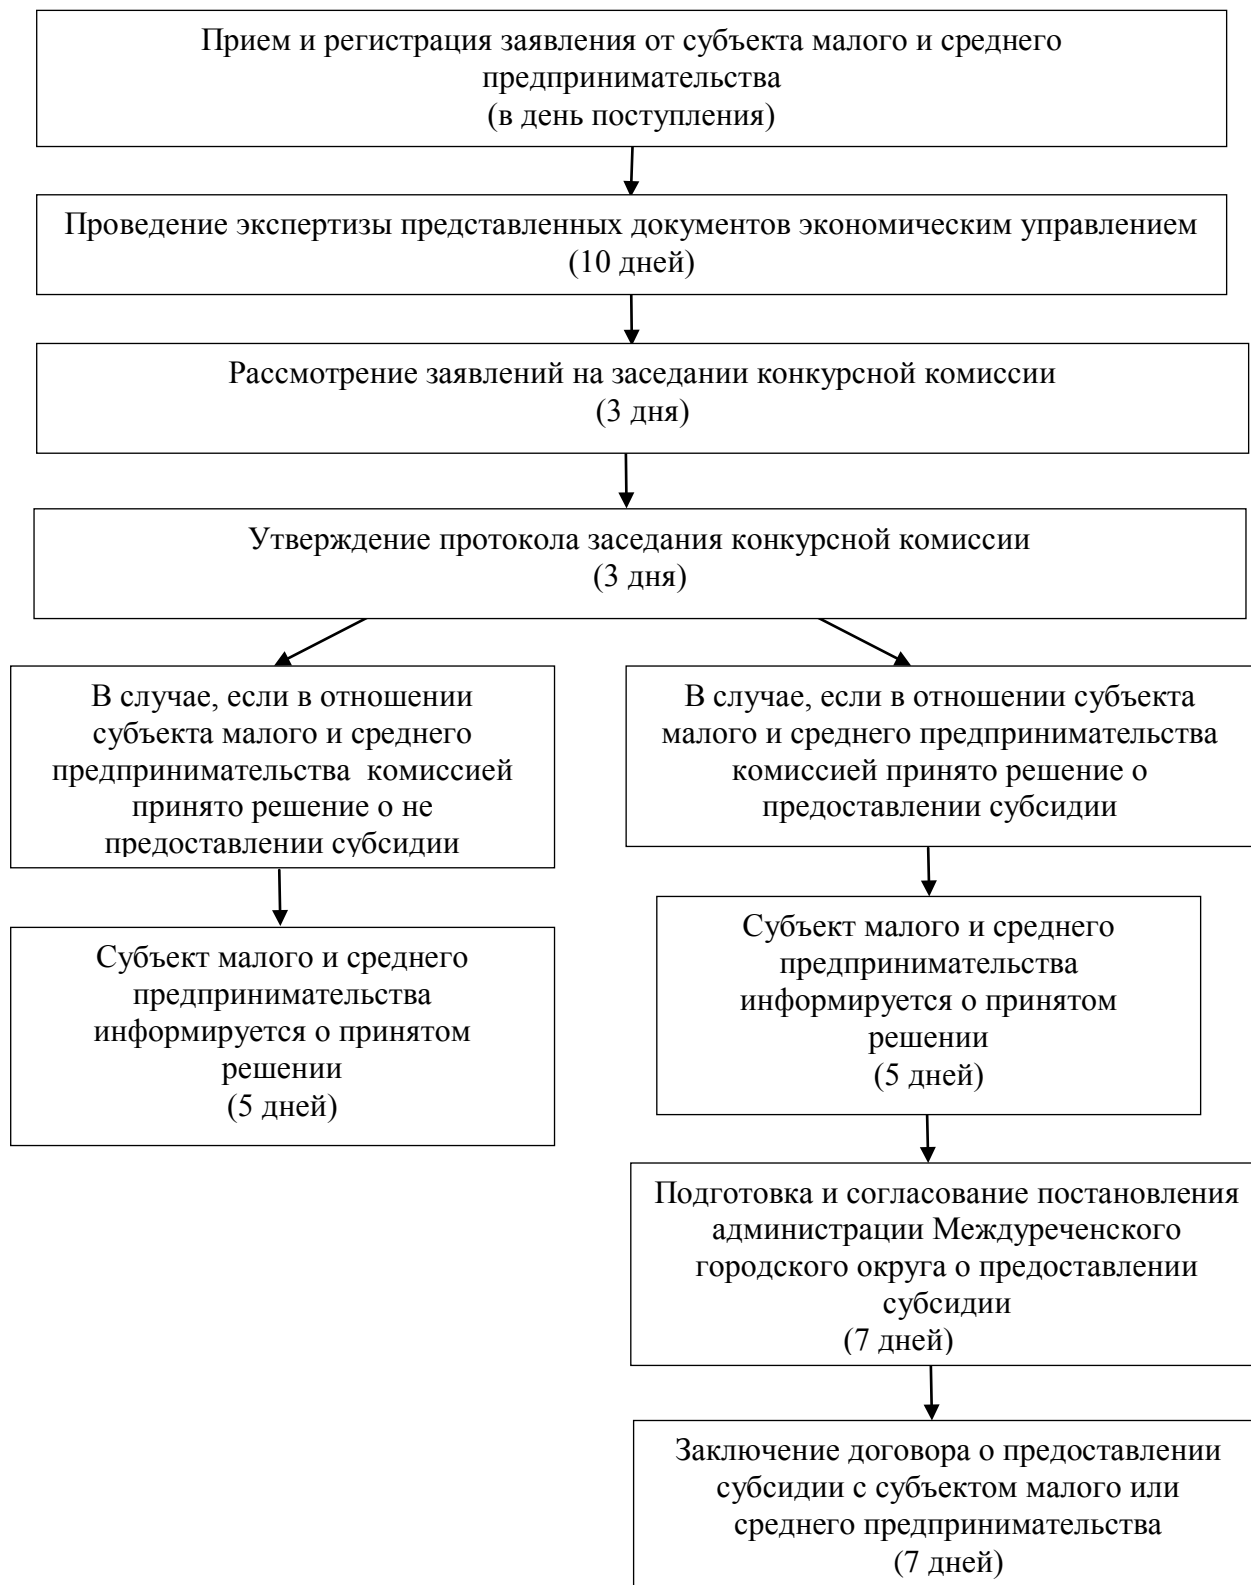 Прием и регистрация заявления от субъекта малого и среднего
предпринимательства
(в день поступления)
Проведение экспертизы представленных документов экономическим управлением
(10 дней)
Рассмотрение заявлений на заседании конкурсной комиссии
(3 дня)
Утверждение протокола заседания конкурсной комиссии
(3 дня)
В случае, если в отношении
субъекта малого и среднего
предпринимательства  комиссией
принято решение о не
предоставлении субсидии
Субъект малого и среднего
предпринимательства
информируется о принятом
решении
(5 дней)
В случае, если в отношении субъекта
малого и среднего предпринимательства
комиссией принято решение о
предоставлении субсидии
Субъект малого и среднего
предпринимательства
информируется о принятом
решении
(5 дней)
Подготовка и согласование постановления
администрации Междуреченского
городского округа о предоставлении
субсидии
(7 дней)
Заключение договора о предоставлении
субсидии с субъектом малого или
среднего предпринимательства
(7 дней)